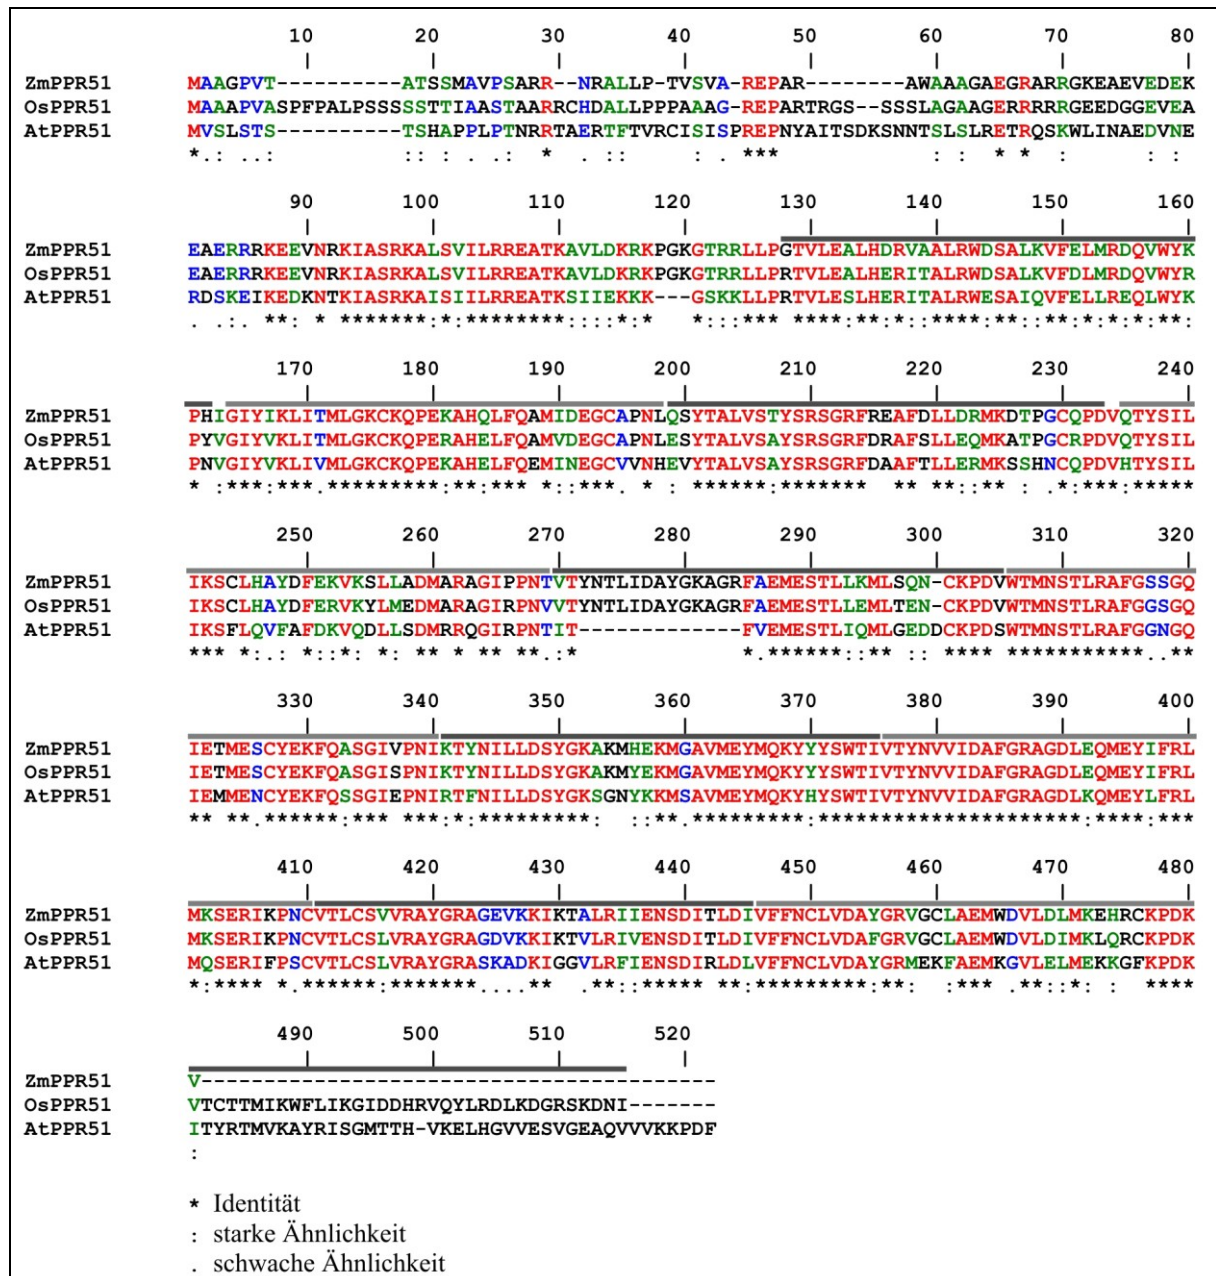 10 20 30 40 50 60 70 80
ZmPPR51 MAAGPVT----------ATSSMAVPSARR--NRALLP-TVSVA-REPAR--------AWAAAGAEGRARRGKEAEVEDEK
OsPPR51 MAAAPVASPFPALPSSSSSTTIAASTAARRCHDALLPPPAAAG-REPARTRGS--SSSLAGAAGERRRRGEEDGGEVEA
AtPPR51 MVSLSTS----------TSHAPPLPTNRRTAERTFTVRCISISPREPNYAITSDKSNNTSLSLRETRQSKWLINAEDVNE
90 100 110 120 130 140 150 160
ZmPPR51 EAERRRKEEVNRKIASRKALSVILRREATKAVLDKRKPGKGTRRLLPGTVLEALHDRVAALRWDSALKVFELMRDQVWYK
OsPPR51 EAERRRKEEVNRKIASRKALSVILRREATKAVLDKRKPGKGTRRLLPRTVLEALHERITALRWDSALKVFDLMRDQVWYR
AtPPR51 RDSKEIKEDKNTKIASRKAISIILRREATKSIIEKKK---GSKKLLPRTVLESLHERITALRWESAIQVFELLREQLWYK
170 180 190 200 210 220 230 240
ZmPPR51 PHIGIYIKLITMLGKCKQPEKAHQLFQAMIDEGCAPNLQSYTALVSTYSRSGRFREAFDLLDRMKDTPGCQPDVQTYSIL
OsPPR51 PYVGIYVKLITMLGKCKQPERAHELFQAMVDEGCAPNLESYTALVSAYSRSGRFDRAFSLLEQMKATPGCRPDVQTYSIL
AtPPR51 PNVGIYVKLIVMLGKCKQPEKAHELFQEMINEGCVVNHEVYTALVSAYSRSGRFDAAFTLLERMKSSHNCQPDVHTYSIL
250 260 270 280 290 300 310 320
ZmPPR51 IKSCLHAYDFEKVKSLLADMARAGIPPNTVTYNTLIDAYGKAGRFAEMESTLLKMLSQN-CKPDVWTMNSTLRAFGSSGQ
OsPPR51 IKSCLHAYDFERVKYLMEDMARAGIRPNVVTYNTLIDAYGKAGRFAEMESTLLEMLTEN-CKPDVWTMNSTLRAFGGSGQ
AtPPR51 IKSFLQVFAFDKVQDLLSDMRRQGIRPNTIT-------------FVEMESTLIQMLGEDDCKPDSWTMNSTLRAFGGNGQ
330 340 350 360 370 380 390 400
ZmPPR51 IETMESCYEKFQASGIVPNIKTYNILLDSYGKAKMHEKMGAVMEYMQKYYYSWTIVTYNVVIDAFGRAGDLEQMEYIFRL
OsPPR51 IETMESCYEKFQASGISPNIKTYNILLDSYGKAKMYEKMGAVMEYMQKYYYSWTIVTYNVVIDAFGRAGDLEQMEYIFRL
AtPPR51 IEMMENCYEKFQSSGIEPNIRTFNILLDSYGKSGNYKKMSAVMEYMQKYHYSWTIVTYNVVIDAFGRAGDLKQMEYLFRL
410 420 430 440 450 460 470 480
ZmPPR51 MKSERIKPNCVTLCSVVRAYGRAGEVKKIKTALRIIENSDITLDIVFFNCLVDAYGRVGCLAEMWDVLDLMKEHRCKPDK
OsPPR51 MKSERIKPNCVTLCSLVRAYGRAGDVKKIKTVLRIVENSDITLDIVFFNCLVDAFGRVGCLAEMWDVLDIMKLQRCKPDK
AtPPR51 MQSERIFPSCVTLCSLVRAYGRASKADKIGGVLRFIENSDIRLDLVFFNCLVDAYGRMEKFAEMKGVLELMEKKGFKPDK
490 500 510 520
ZmPPR51 V-----------------------------------------
OsPPR51 VTCTTMIKWFLIKGIDDHRVQYLRDLKDGRSKDNI-------
AtPPR51 ITYRTMVKAYRISGMTTH-VKELHGVVESVGEAQVVVKKPDF
:
* Identität
: starke Ähnlichkeit
. schwache Ähnlichkeit